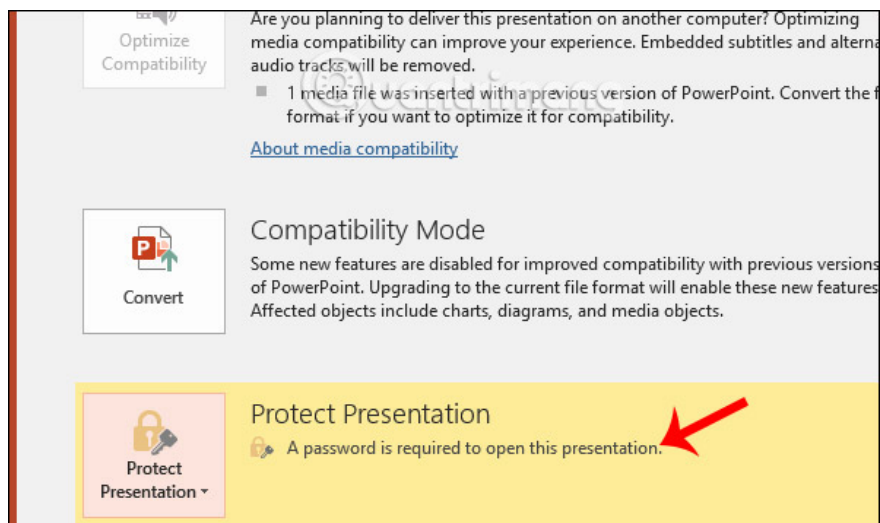 Optimize
Compatibility
Are you planning to deliver this presentation on another computer? Optimizing
media compatibility can improve your experience. Embedded subtitles and alterna
audio tracks will be removed.
1 media file was inserted with a previous version of PowerPoint. Convert the f
format if you want to optimize it for compatibility.
About media compatibility
Quantrimang
Convert
Compatibility Mode
Some new features are disabled for improved compatibility with previous versions
of PowerPoint. Upgrading to the current file format will enable these new features
Affected objects include charts, diagrams, and media objects.
Protect
Presentation
Protect Presentation
A password is required to open this presentation.